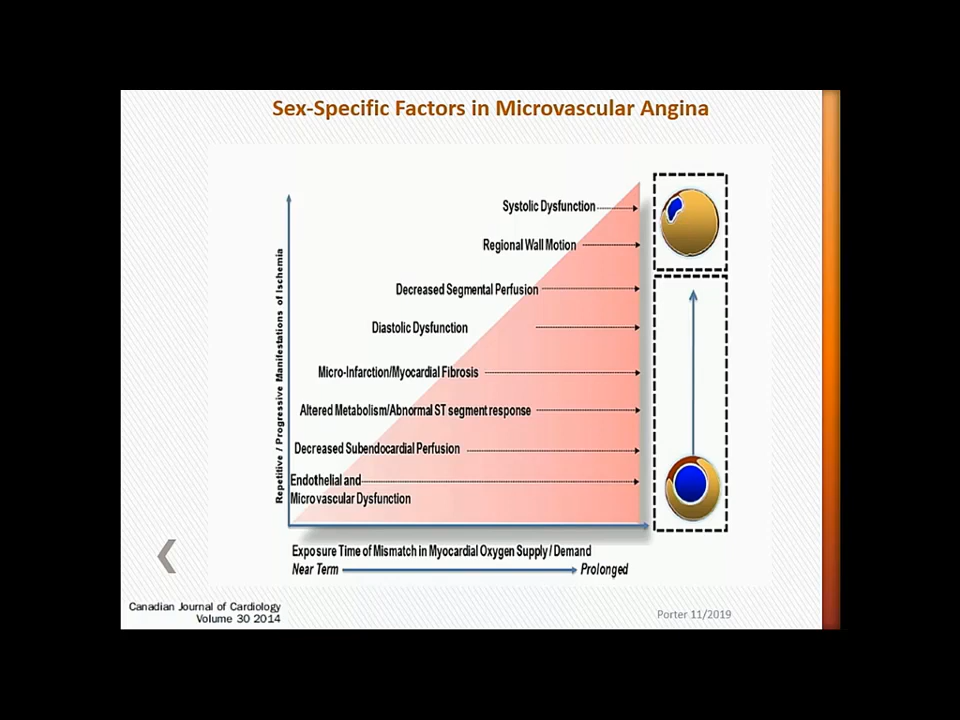 Sex-Specific Factors in Microvascular Angina
Repetitive / Progressive Manifestations of Ischemia
Systolic Dysfunction
Regional Wall Motion
Decreased Segmental Perfusion
Diastolic Dysfunction
Micro-Infarction/Myocardial Fibrosis
Altered Metabolism/Abnormal ST segment response
Decreased Subendocardial Perfusion
Endothelial and
Microvascular Dysfunction
Exposure Time of Mismatch in Myocardial Oxygen Supply / Demand
Near Term Prolonged
Canadian Journal of Cardiology
Volume 30 2014
Porter 11/2019